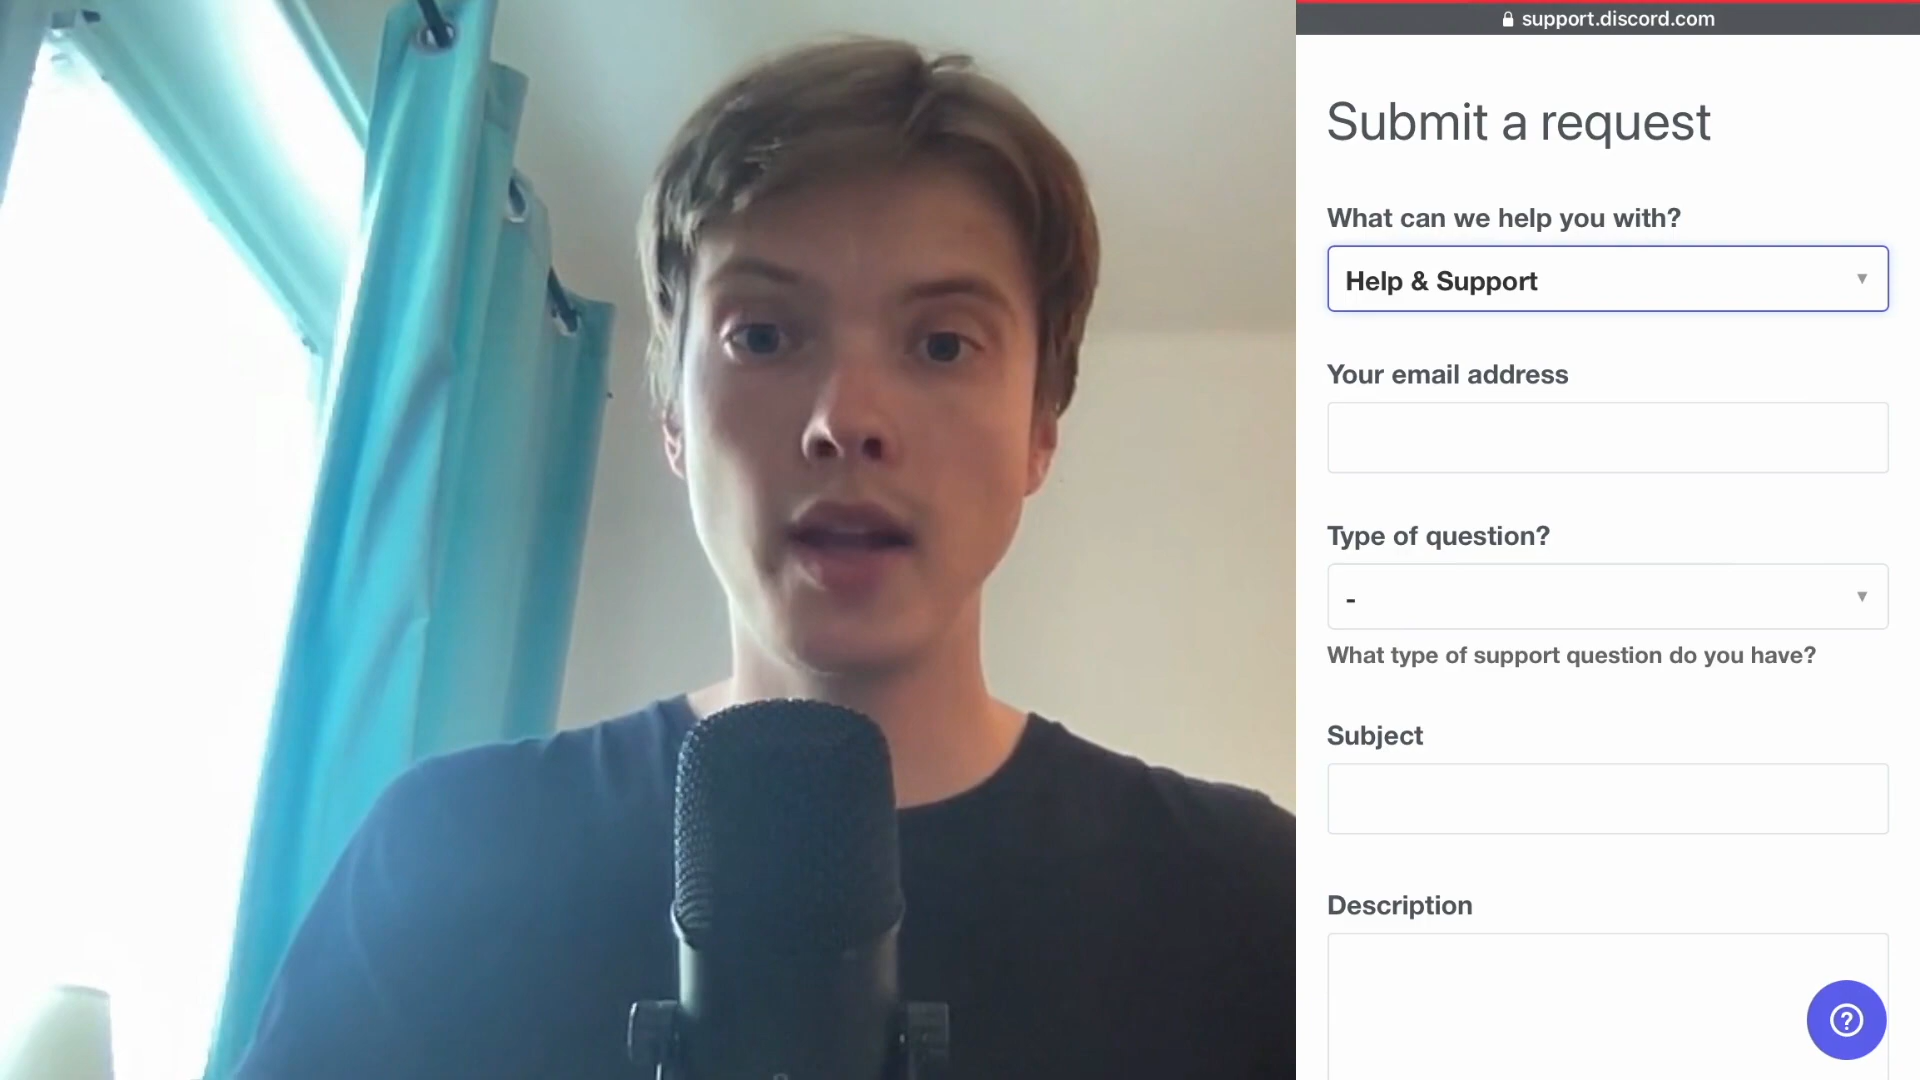 support.discord.com
Submit a request
What can we help you with?
Help & Support
Your email address
Type of question?
-
What type of support question do you have?
Subject
Description
?